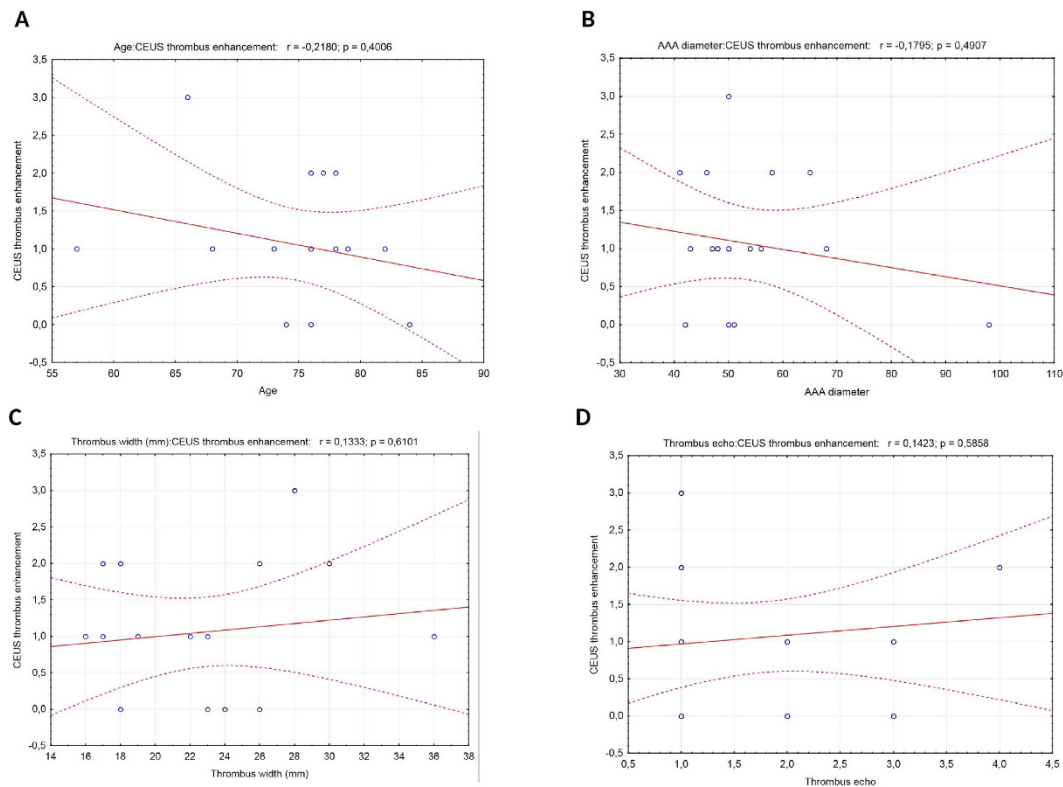 A
Age:CEUS thrombus enhancement: r = -0,2180; p = 0,4006
3,5
3,0
2,5
2,0
1,5
1,0
0,5
0,0
-0,5
CEUS thrombus enhancement
55 60 65 70 75 80 85 90
Age
B
AAA diameter:CEUS thrombus enhancement: r = -0,1795; p = 0,4907
3,5
3,0
2,5
2,0
1,5
1,0
0,5
0,0
-0,5
CEUS thrombus enhancement
30 40 50 60 70 80 90 100 110
AAA diameter
C
Thrombus width (mm):CEUS thrombus enhancement: r = 0,1333; p = 0,6101
3,5
3,0
2,5
2,0
1,5
1,0
0,5
0,0
-0,5
CEUS thrombus enhancement
14 16 18 20 22 24 26 28 30 32 34 36 38
Thrombus width (mm)
D
Thrombus echo:CEUS thrombus enhancement: r = 0,1423; p = 0,5858
3,5
3,0
2,5
2,0
1,5
1,0
0,5
0,0
-0,5
CEUS thrombus enhancement
0,5 1,0 1,5 2,0 2,5 3,0 3,5 4,0 4,5
Thrombus echo